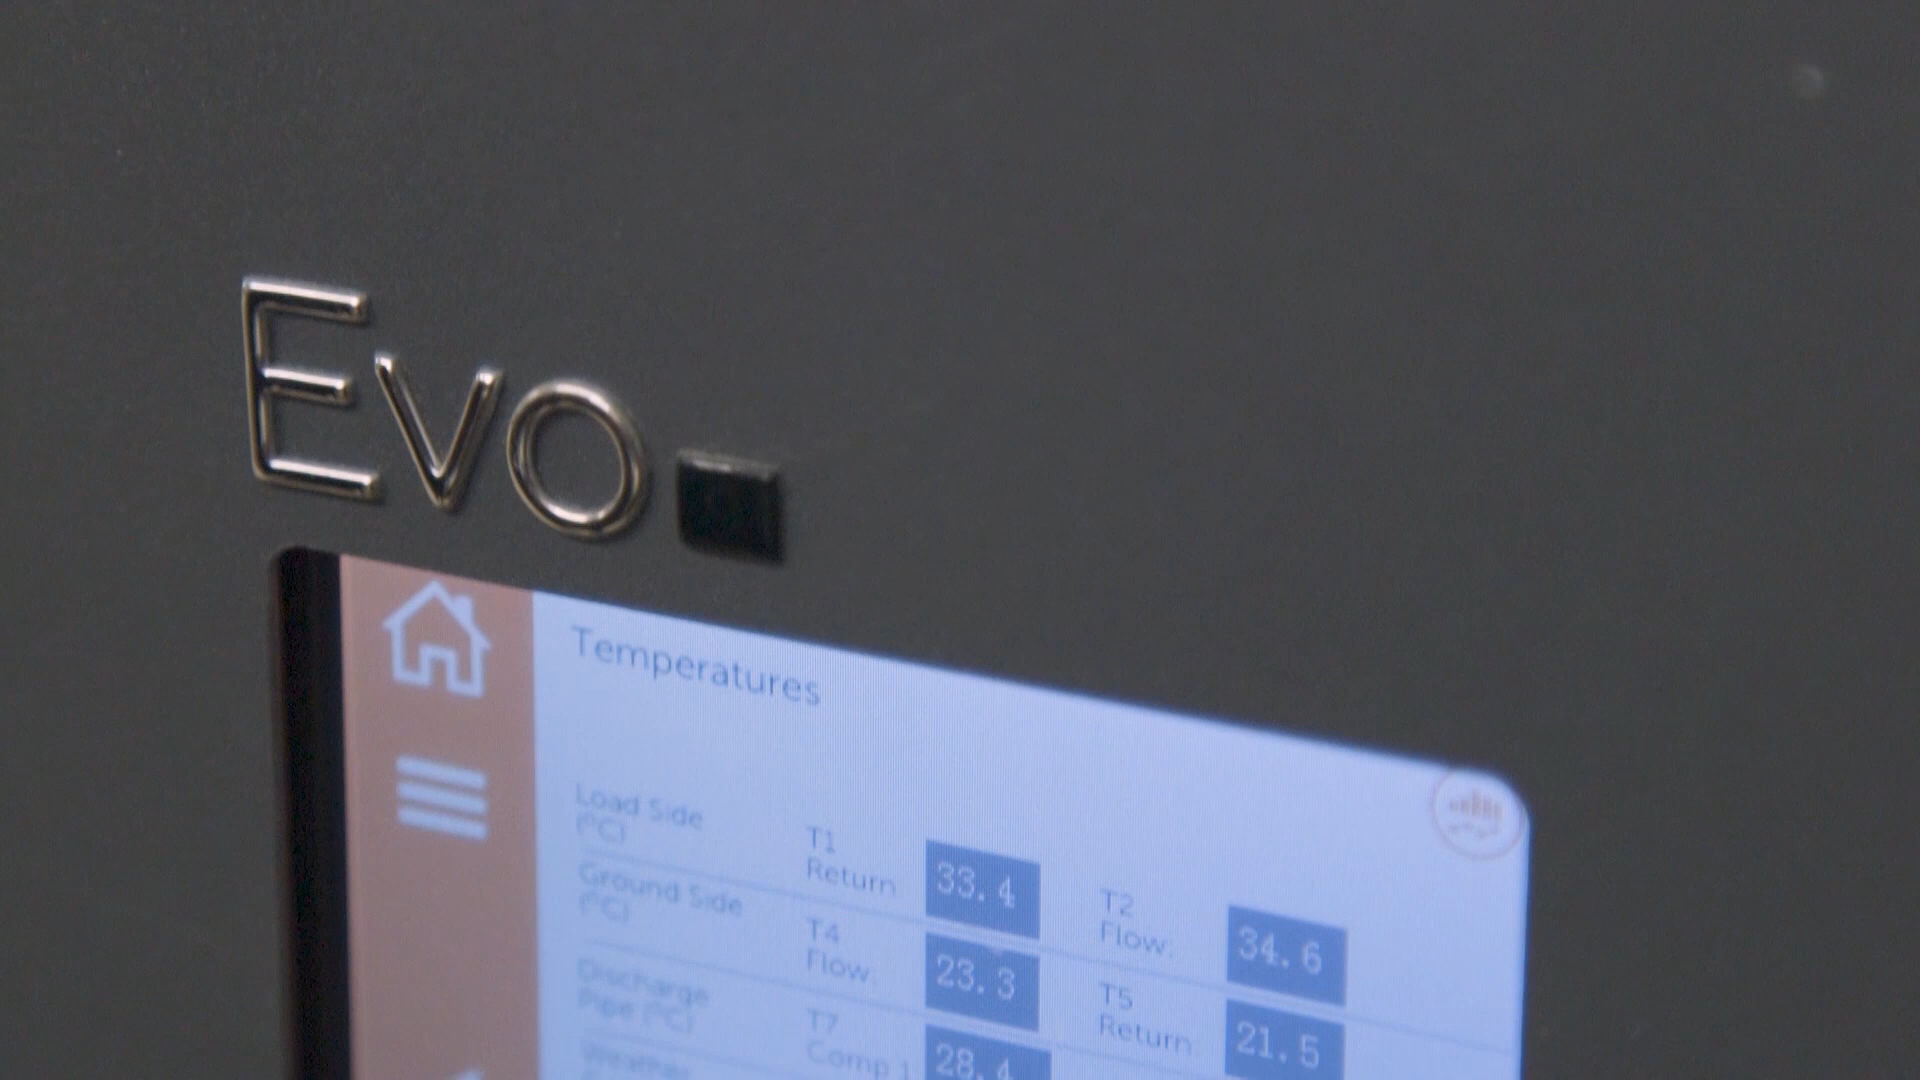 Evo
Temperatures
Load Side
(°C)
T1
Return
33.4
T2
Flow
34.6
Ground Side
(°C)
T4
Flow
23.3
T5
Return
21.5
Discharge
Pipe (°C)
T7
Comp 1
28.4
Weather